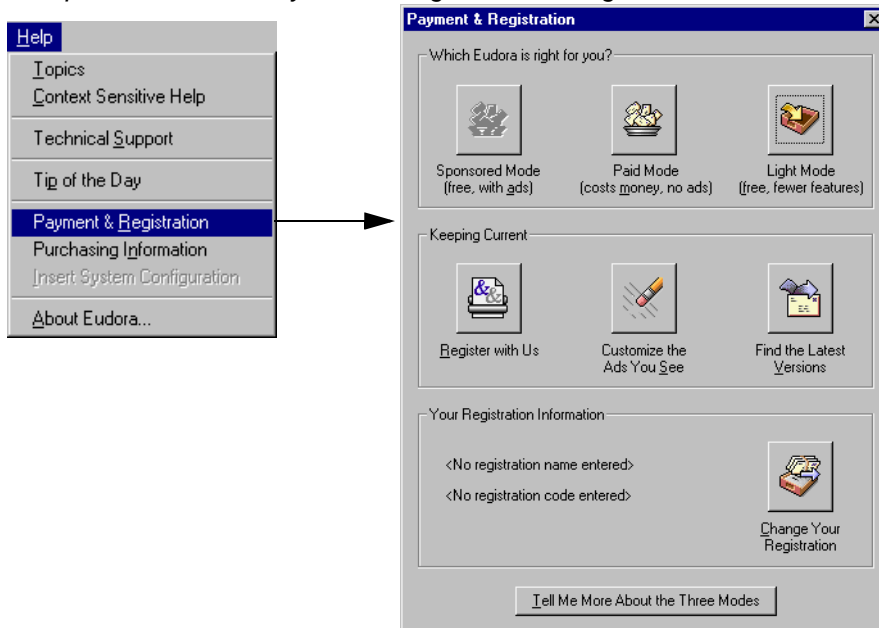 Help
Topics
Context Sensitive Help
Technical Support
Tip of the Day
Payment & Registration
Purchasing Information
Insert System Configuration
About Eudora...
Payment & Registration
Which Eudora is right for you?
Sponsored Mode
(free, with ads)
Paid Mode
(costs money, no ads)
Light Mode
(free, fewer features)
Keeping Current
Register with Us
Customize the
Ads You See
Find the Latest
Versions
Your Registration Information
<No registration name entered>
<No registration code entered>
Change Your
Registration
Tell Me More About the Three Modes